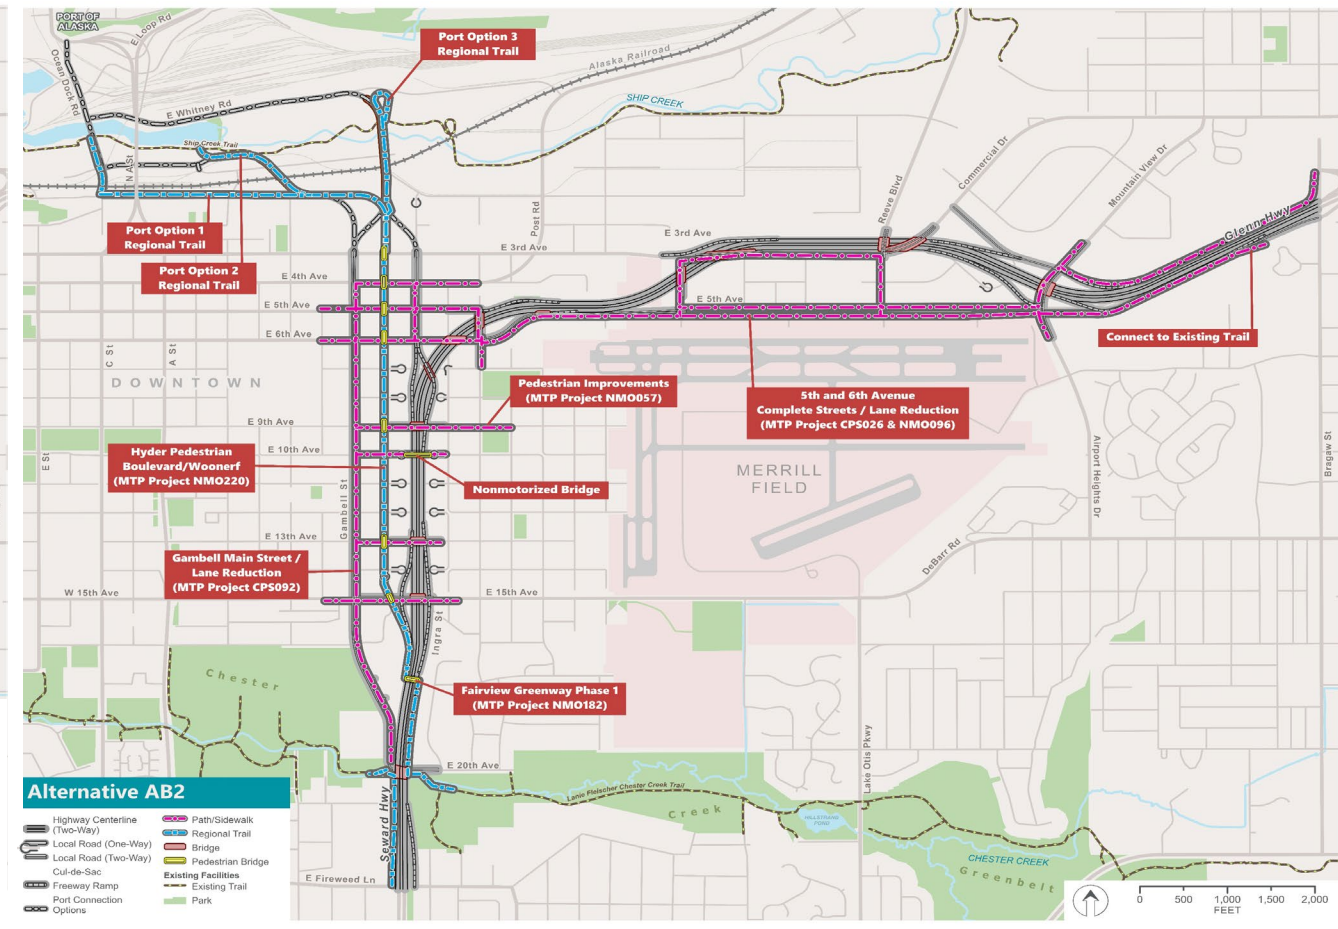 PORT OF
ALASKA
E Loop Rd
Ocean Dock Rd
Port Option 3
Regional Trail
Alaska Railroad
E Whitney Rd
SHIP CREEK
Ship Creek Trail
N A St
Commercial Dr
Mountain View Dr
Reeve Blvd
Post Rd
Glenn Hwy
Port Option 1
Regional Trail
E 3rd Ave
E 3rd Ave
Port Option 2
Regional Trail
E 4th Ave
E 5th Ave
E 5th Ave
E 6th Ave
Connect to Existing Trail
C St
A St
DOWNTOWN
Pedestrian Improvements
(MTP Project NMO057)
5th and 6th Avenue
Complete Streets / Lane Reduction
(MTP Project CPS026 & NMO096)
E 9th Ave
E 10th Ave
E St
Hyder Pedestrian
Boulevard/Woonerf
(MTP Project NMO220)
Nonmotorized Bridge
MERRILL
FIELD
Airport Heights Dr
Bragaw St
Gambell St
E 13th Ave
DeBarr Rd
Gambell Main Street /
Lane Reduction
(MTP Project CPS092)
W 15th Ave
E 15th Ave
Ingra St
Chester
Fairview Greenway Phase 1
(MTP Project NMO182)
Lake Otis Pkwy
E 20th Ave
Lanie Fleischer Chester Creek Trail
Creek
HILLSTRAND
POND
Seward Hwy
CHESTER CREEK
Greenbelt
E Fireweed Ln
Alternative AB2
Highway Centerline
(Two-Way)
Local Road (One-Way)
Local Road (Two-Way)
Cul-de-Sac
Freeway Ramp
Port Connection
Options
Path/Sidewalk
Regional Trail
Bridge
Pedestrian Bridge
Existing Facilities
Existing Trail
Park
0 500 1,000 1,500 2,000
FEET